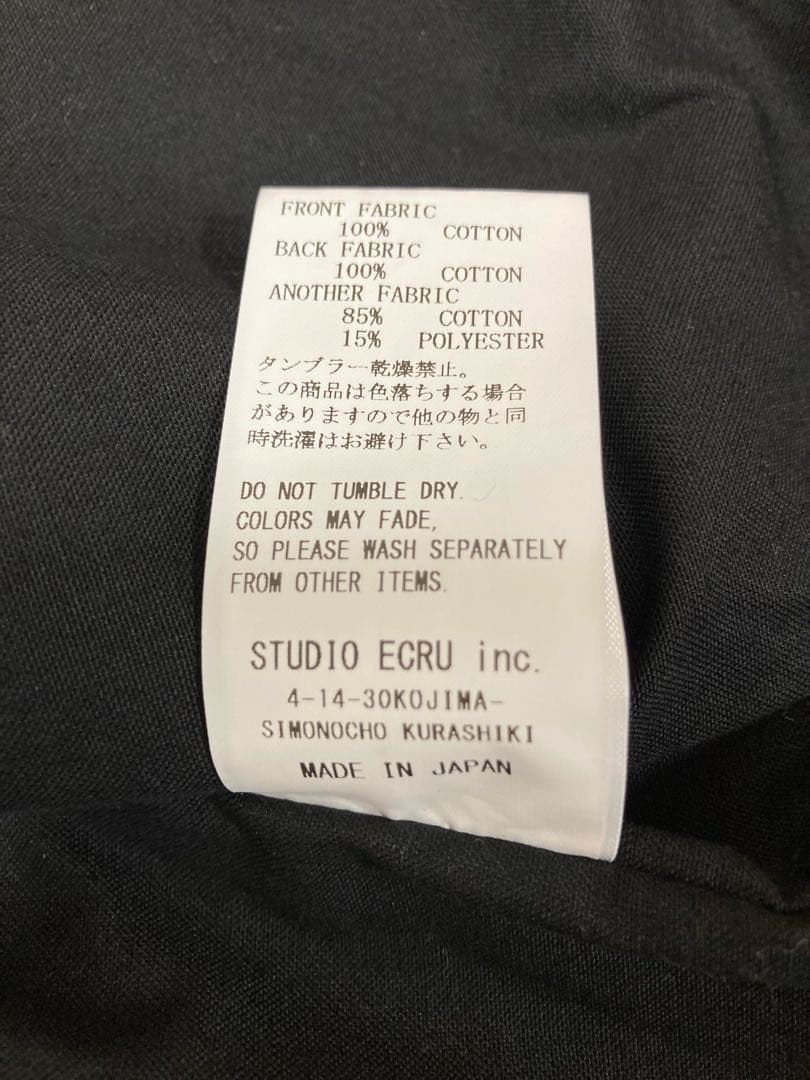 FRONT FABRIC
100% COTTON
BACK FABRIC
100% COTTON
ANOTHER FABRIC
85% COTTON
15% POLYESTER
タンブラー乾燥禁止。
この商品は色落ちする場合
がありますので他の物と同
時洗濯はお避け下さい。
DO NOT TUMBLE DRY.
COLORS MAY FADE,
SO PLEASE WASH SEPARATELY
FROM OTHER ITEMS.
STUDIO ECRU inc.
4-14-30KOJIMA-
SIMONOCHO KURASHIKI
MADE IN JAPAN